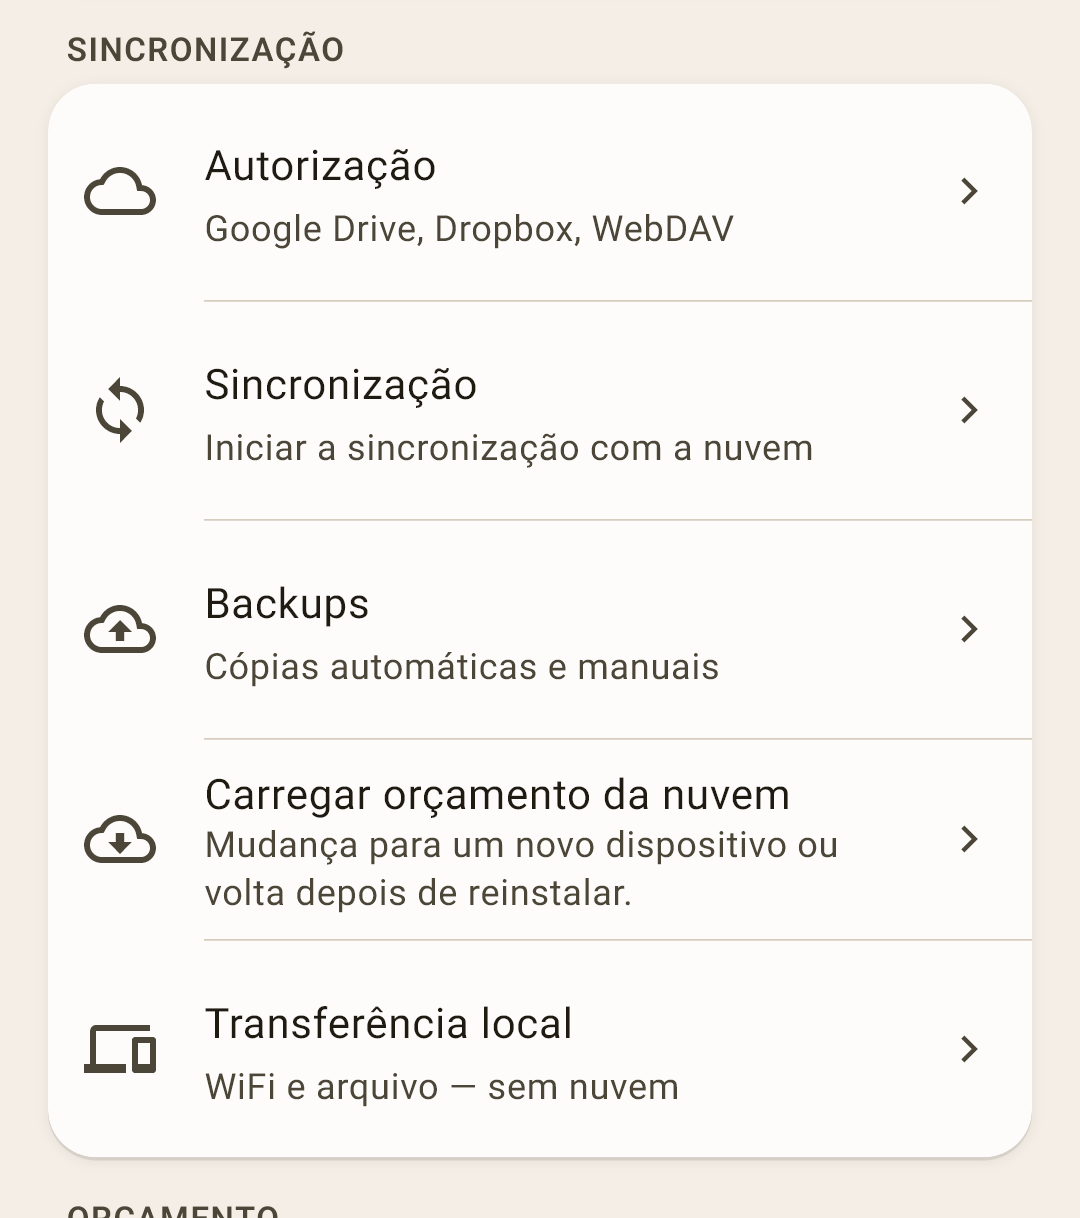 SINCRONIZAÇÃO
Autorização
Google Drive, Dropbox, WebDAV
Sincronização
Iniciar a sincronização com a nuvem
Backups
Cópias automáticas e manuais
Carregar orçamento da nuvem
Mudança para um novo dispositivo ou
volta depois de reinstalar.
Transferência local
WiFi e arquivo — sem nuvem
ORÇAMENTO